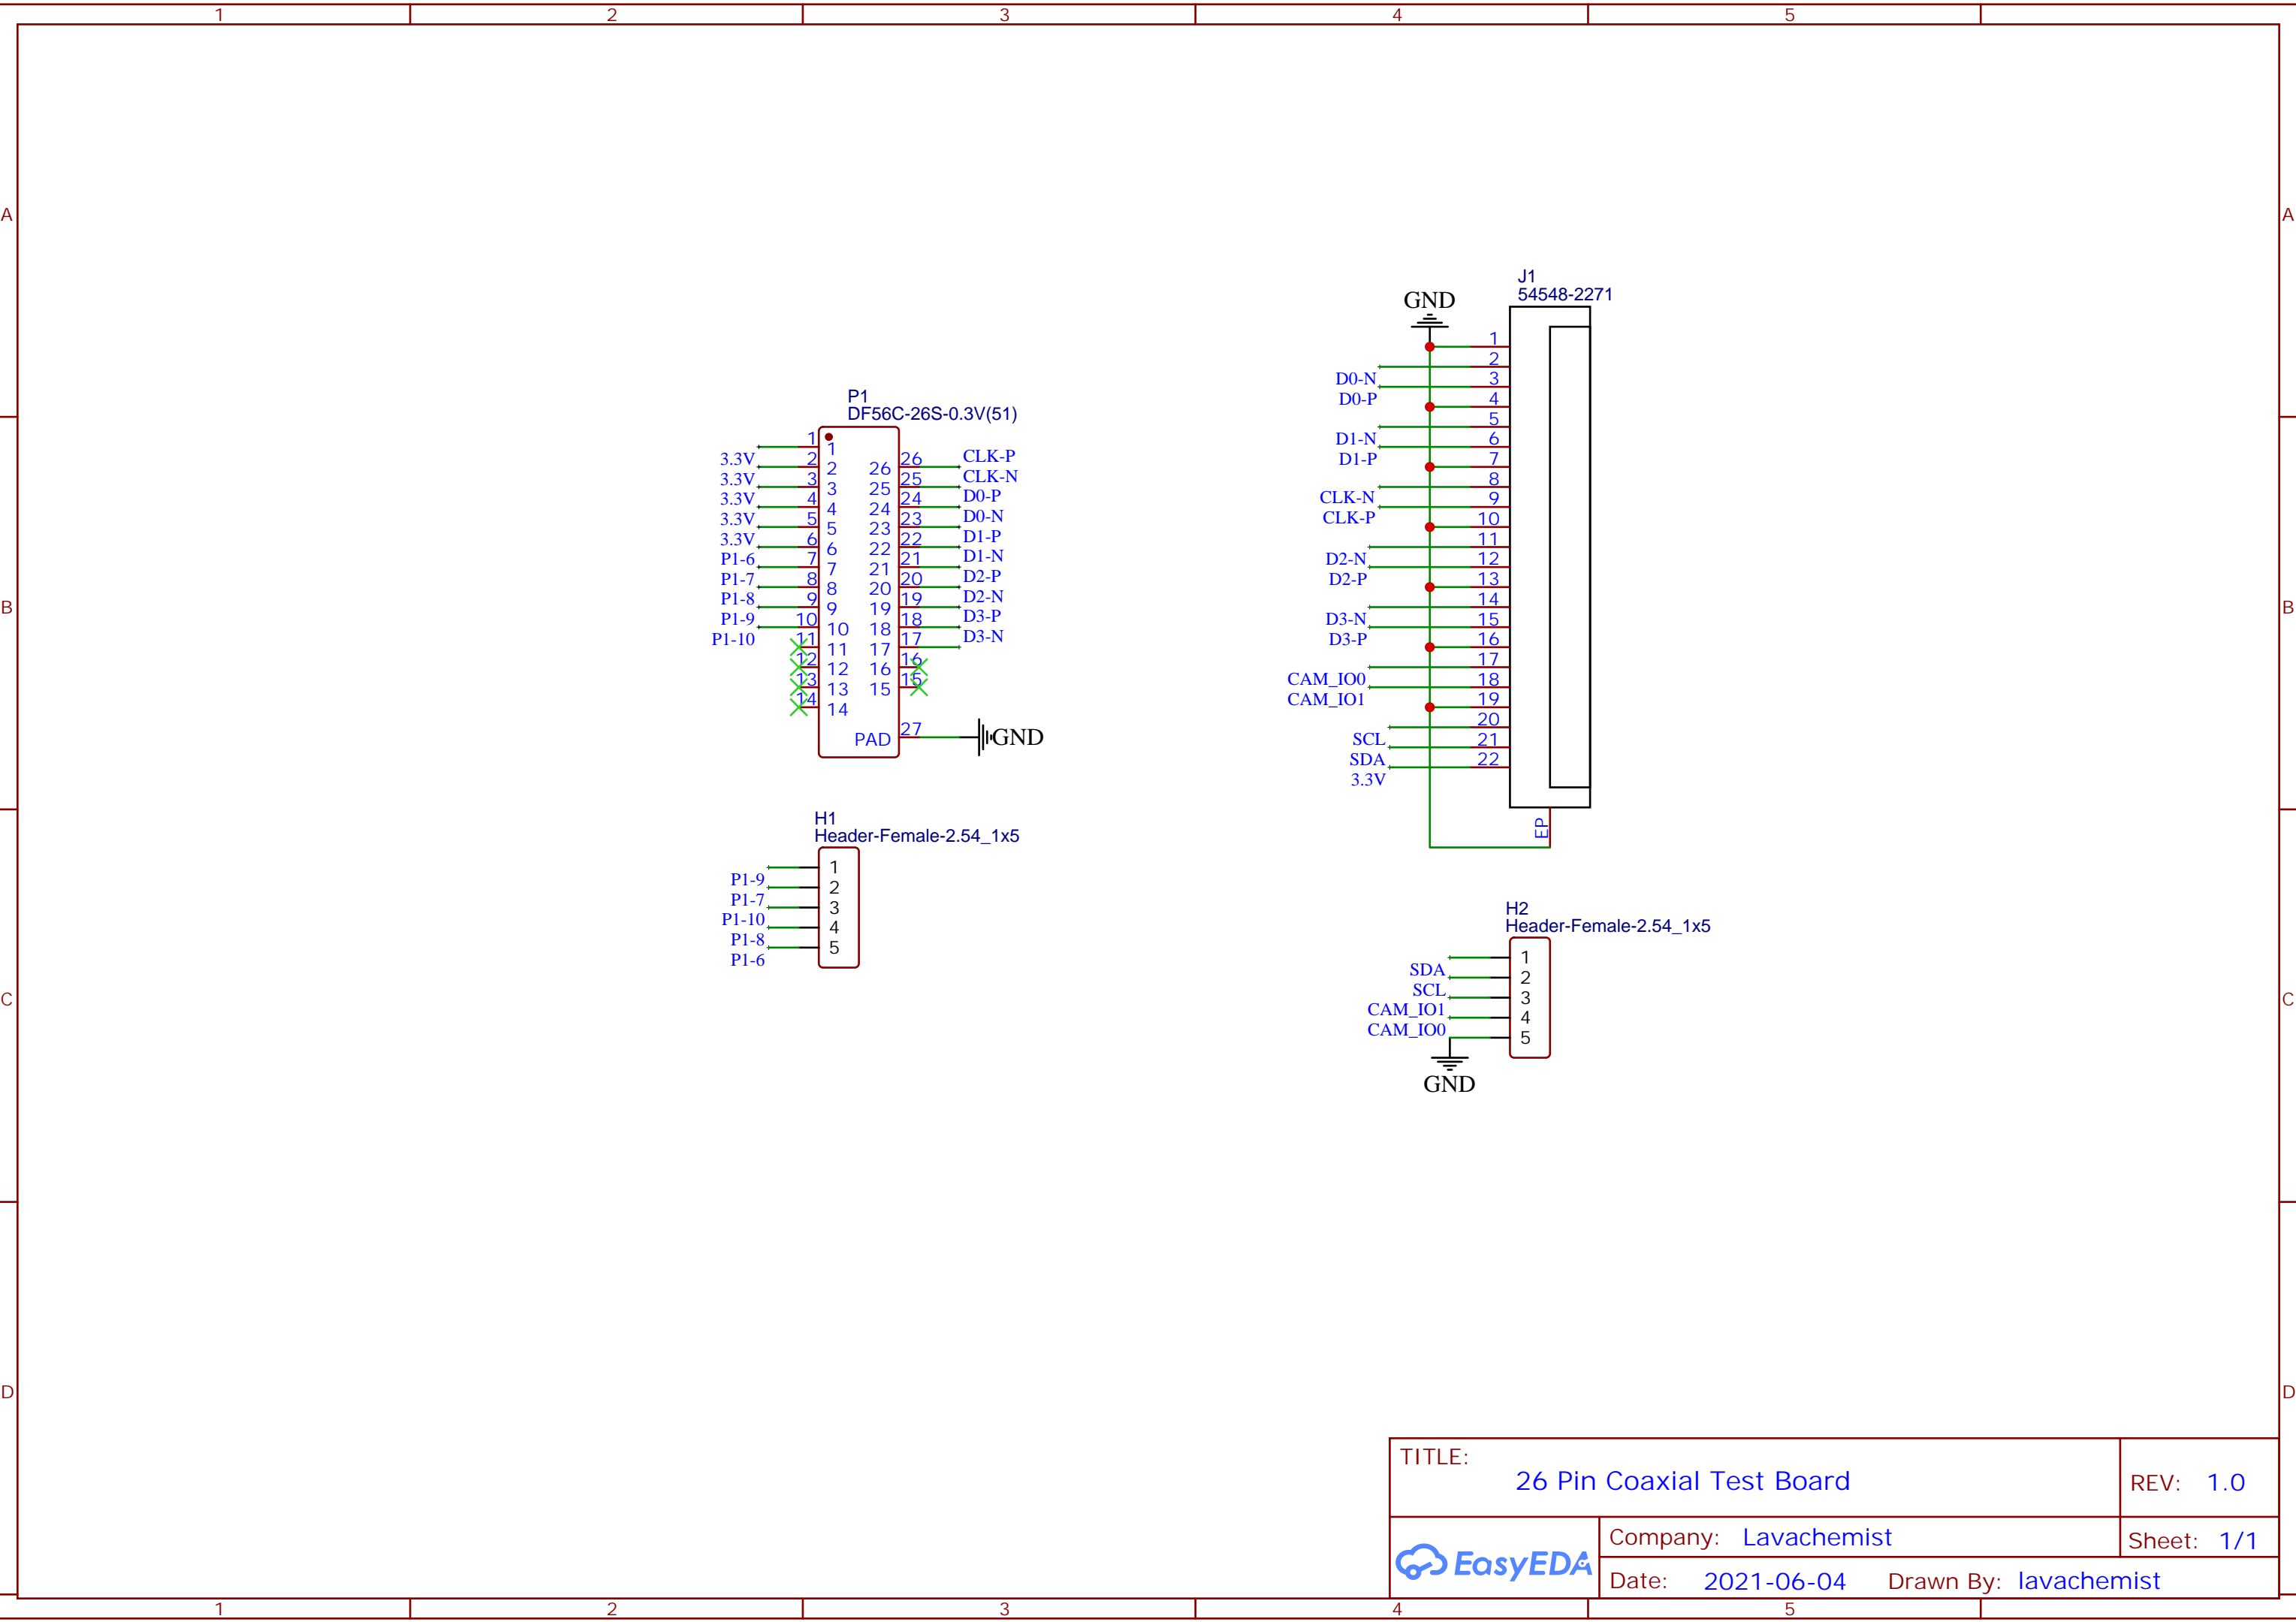 1 2 3 4 5
A A
B B
C C
D D
J1
54548-2271
GND
1
2
D0-N 3
D0-P 4
5
D1-N 6
D1-P 7
8
CLK-N 9
CLK-P 10
11
D2-N 12
D2-P 13
14
D3-N 15
D3-P 16
17
CAM_IO0 18
CAM_IO1 19
20
SCL 21
SDA 22
3.3V
EP
P1
DF56C-26S-0.3V(51)
1 1
3.3V 2 2 26 26 CLK-P
3.3V 3 3 25 25 CLK-N
3.3V 4 4 24 24 D0-P
3.3V 5 5 23 23 D0-N
3.3V 6 6 22 22 D1-P
P1-6 7 7 21 21 D1-N
P1-7 8 8 20 20 D2-P
P1-8 9 9 19 19 D2-N
P1-9 10 10 18 18 D3-P
P1-10 11 11 17 17 D3-N
12 12 16 16
13 13 15 15
14 14
PAD 27 GND
H1
Header-Female-2.54_1x5
1
P1-9 2
P1-7 3
P1-10 4
P1-8 5
P1-6
H2
Header-Female-2.54_1x5
1
SDA 2
SCL 3
CAM_IO1 4
CAM_IO0 5
GND
TITLE:
26 Pin Coaxial Test Board
REV: 1.0
EasyEDA
Company: Lavachemist
Sheet: 1/1
Date: 2021-06-04 Drawn By: lavachemist
1 2 3 4 5